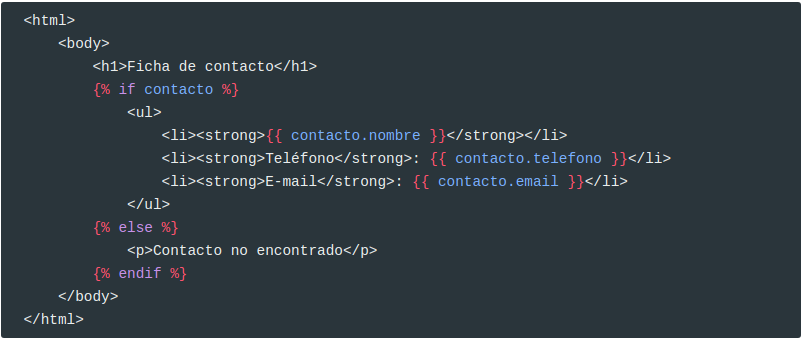 <html>
    <body>
        <h1>Ficha de contacto</h1>
        {% if contacto %}
            <ul>
                <li><strong>{{ contacto.nombre }}</strong></li>
                <li><strong>Teléfono</strong>: {{ contacto.telefono }}</li>
                <li><strong>E-mail</strong>: {{ contacto.email }}</li>
            </ul>
        {% else %}
            <p>Contacto no encontrado</p>
        {% endif %}
    </body>
</html>